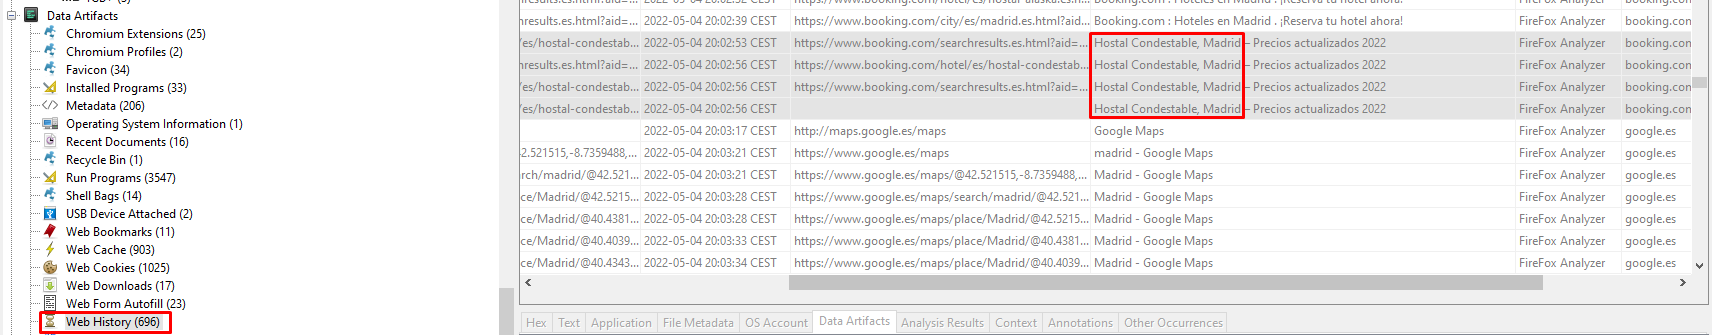 Data Artifacts
Chromium Extensions (25)
Chromium Profiles (2)
Favicon (34)
Installed Programs (33)
Metadata (206)
Operating System Information (1)
Recent Documents (16)
Recycle Bin (1)
Run Programs (3547)
Shell Bags (14)
USB Device Attached (2)
Web Bookmarks (11)
Web Cache (903)
Web Cookies (1025)
Web Downloads (17)
Web Form Autofill (23)
Web History (696)
hresults.es.html?aid=... 2022-05-04 20:02:39 CEST https://www.booking.com/city/es/madrid.es.html?aid... Booking.com : Hoteles en Madrid . ¡Reserva tu hotel ahora! FireFox Analyzer booking.com
/es/hostal-condestab... 2022-05-04 20:02:53 CEST https://www.booking.com/searchresults.es.html?aid=... Hostal Condestable, Madrid – Precios actualizados 2022 FireFox Analyzer booking.com
hresults.es.html?aid=... 2022-05-04 20:02:56 CEST https://www.booking.com/hotel/es/hostal-condestab... Hostal Condestable, Madrid – Precios actualizados 2022 FireFox Analyzer booking.com
/es/hostal-condestab... 2022-05-04 20:02:56 CEST https://www.booking.com/searchresults.es.html?aid=... Hostal Condestable, Madrid – Precios actualizados 2022 FireFox Analyzer booking.com
/es/hostal-condestab... 2022-05-04 20:02:56 CEST Hostal Condestable, Madrid – Precios actualizados 2022 FireFox Analyzer booking.com
2022-05-04 20:03:17 CEST http://maps.google.es/maps Google Maps FireFox Analyzer google.es
@42.521515,-8.7359488,... 2022-05-04 20:03:21 CEST https://www.google.es/maps madrid - Google Maps FireFox Analyzer google.es
rch/madrid/@42.521... 2022-05-04 20:03:21 CEST https://www.google.es/maps/@42.521515,-8.7359488,... Madrid - Google Maps FireFox Analyzer google.es
ce/Madrid/@42.5215... 2022-05-04 20:03:28 CEST https://www.google.es/maps/search/madrid/@42.521... Madrid - Google Maps FireFox Analyzer google.es
ce/Madrid/@40.4381... 2022-05-04 20:03:28 CEST https://www.google.es/maps/place/Madrid/@42.5215... Madrid - Google Maps FireFox Analyzer google.es
ce/Madrid/@40.4039... 2022-05-04 20:03:33 CEST https://www.google.es/maps/place/Madrid/@40.4381... Madrid - Google Maps FireFox Analyzer google.es
ce/Madrid/@40.4343... 2022-05-04 20:03:34 CEST https://www.google.es/maps/place/Madrid/@40.4039... Madrid - Google Maps FireFox Analyzer google.es
Hex Text Application File Metadata OS Account Data Artifacts Analysis Results Context Annotations Other Occurrences